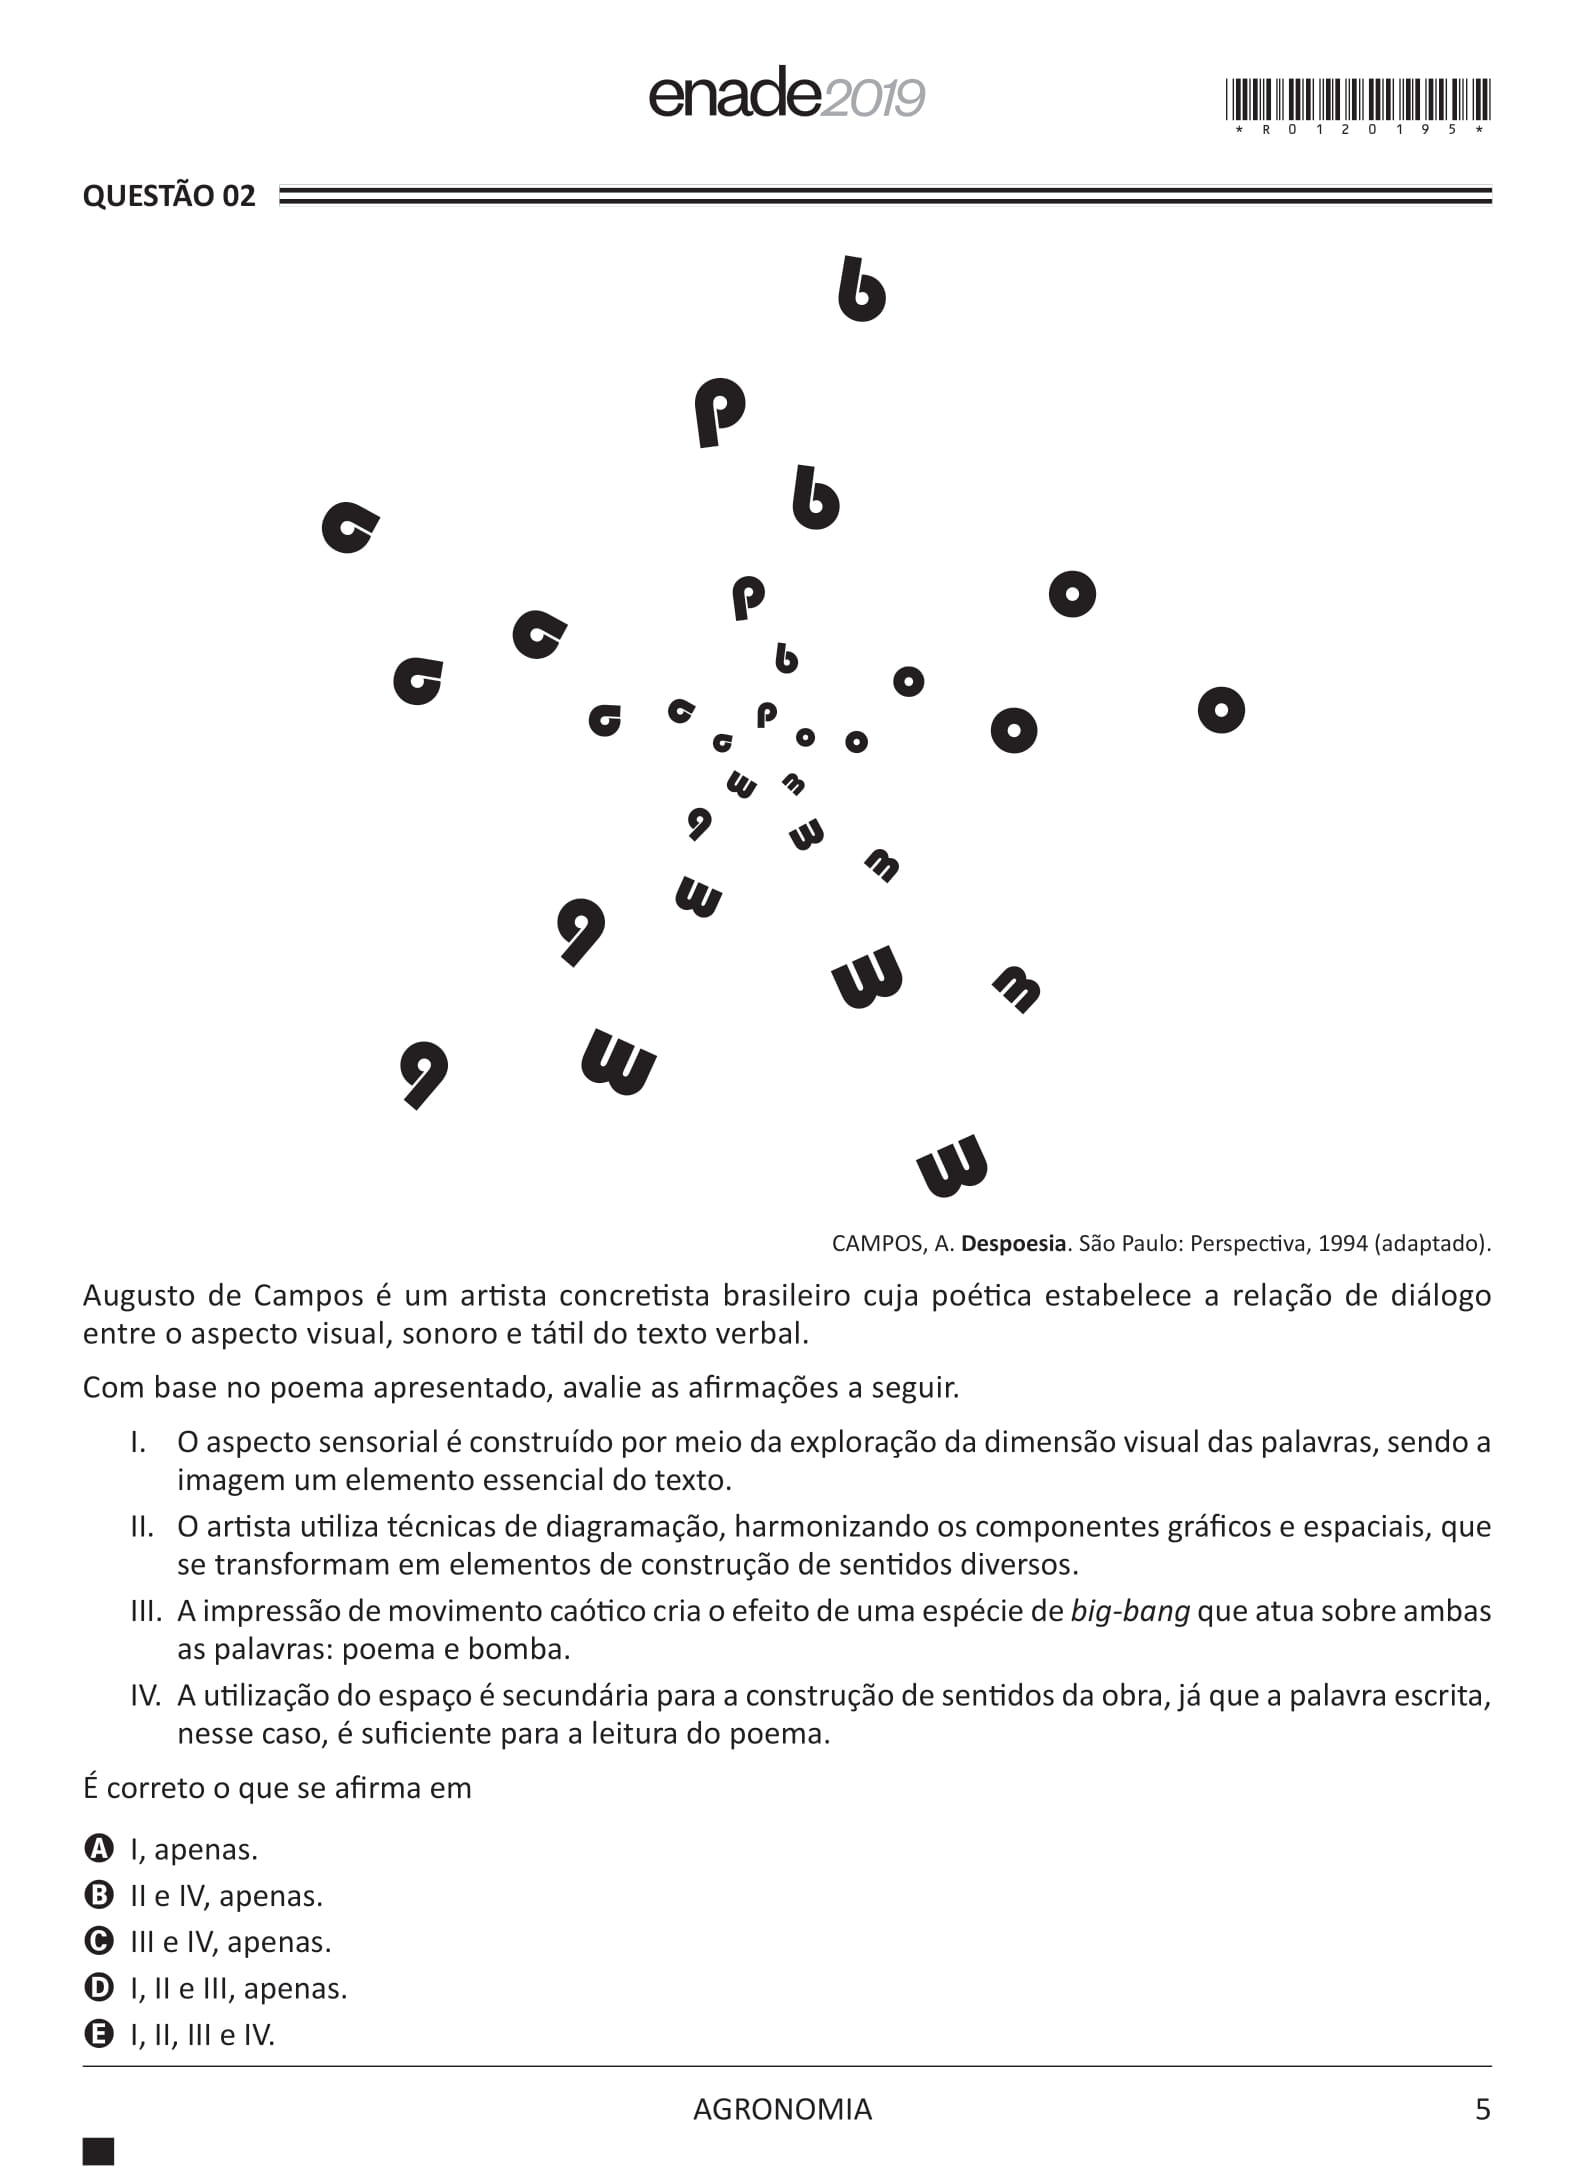 enade2019
* R 0 1 2 0 1 9 5 *
QUESTÃO 02
b
p
b
a
p
o
a
b
a
o
o
a
a
p
o
a
o
o
m
m
e
m
m
m
e
m
m
m
e
m
CAMPOS, A. Despoesia. São Paulo: Perspectiva, 1994 (adaptado).
Augusto de Campos é um artista concretista brasileiro cuja poética estabelece a relação de diálogo
entre o aspecto visual, sonoro e tátil do texto verbal.
Com base no poema apresentado, avalie as afirmações a seguir.
I. O aspecto sensorial é construído por meio da exploração da dimensão visual das palavras, sendo a
imagem um elemento essencial do texto.
II. O artista utiliza técnicas de diagramação, harmonizando os componentes gráficos e espaciais, que
se transformam em elementos de construção de sentidos diversos.
III. A impressão de movimento caótico cria o efeito de uma espécie de big-bang que atua sobre ambas
as palavras: poema e bomba.
IV. A utilização do espaço é secundária para a construção de sentidos da obra, já que a palavra escrita,
nesse caso, é suficiente para a leitura do poema.
É correto o que se afirma em
A I, apenas.
B II e IV, apenas.
C III e IV, apenas.
D I, II e III, apenas.
E I, II, III e IV.
AGRONOMIA
5